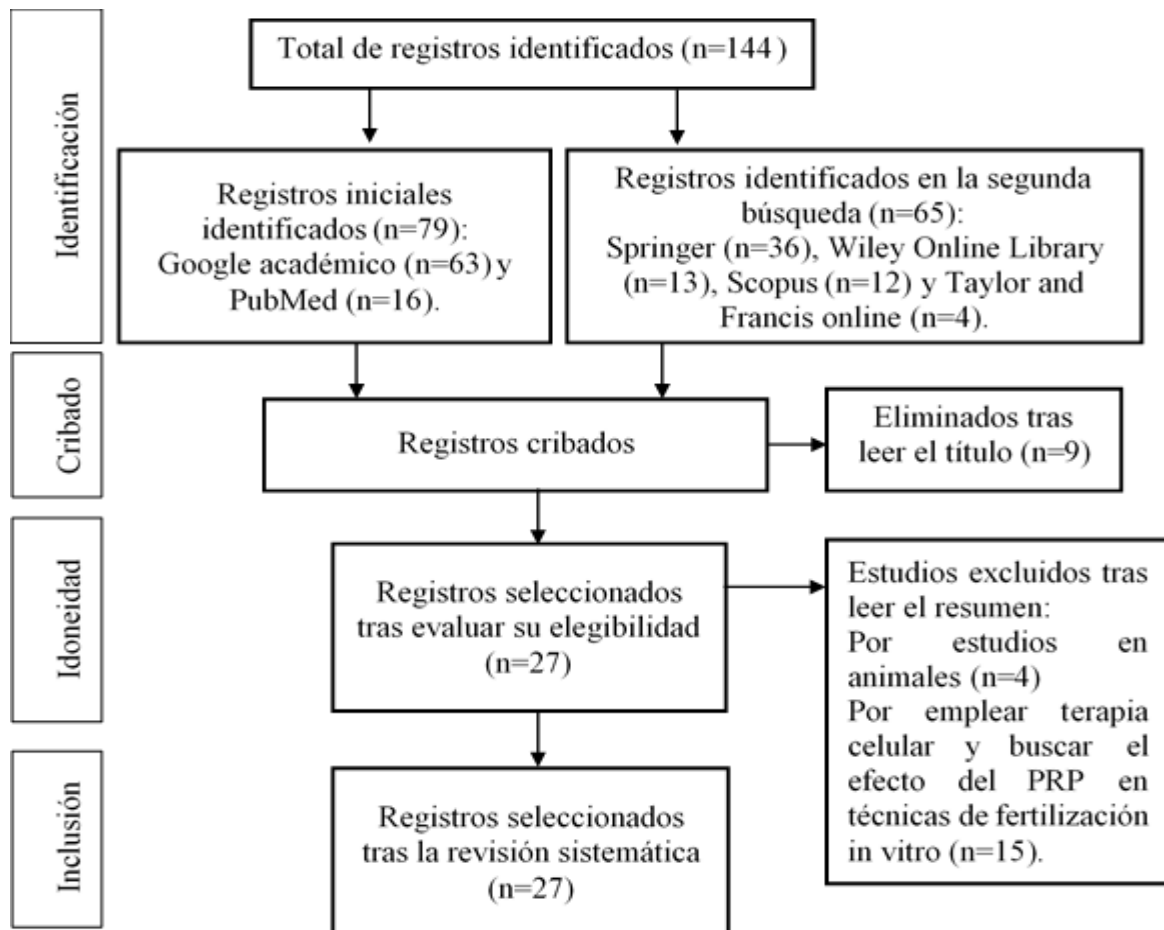 Identificación
Total de registros identificados (n=144 )
Registros iniciales
identificados (n=79):
Google académico (n=63) y
PubMed (n=16).
Registros identificados en la segunda
búsqueda (n=65):
Springer (n=36), Wiley Online Library
(n=13), Scopus (n=12) y Taylor and
Francis online (n=4).
Cribado
Registros cribados
Eliminados tras
leer el título (n=9)
Idoneidad
Registros seleccionados
tras evaluar su elegibilidad
(n=27)
Estudios excluidos tras
leer el resumen:
Por estudios en
animales (n=4)
Por emplear terapia
celular y buscar el
efecto del PRP en
técnicas de fertilización
in vitro (n=15).
Inclusión
Registros seleccionados
tras la revisión sistemática
(n=27)